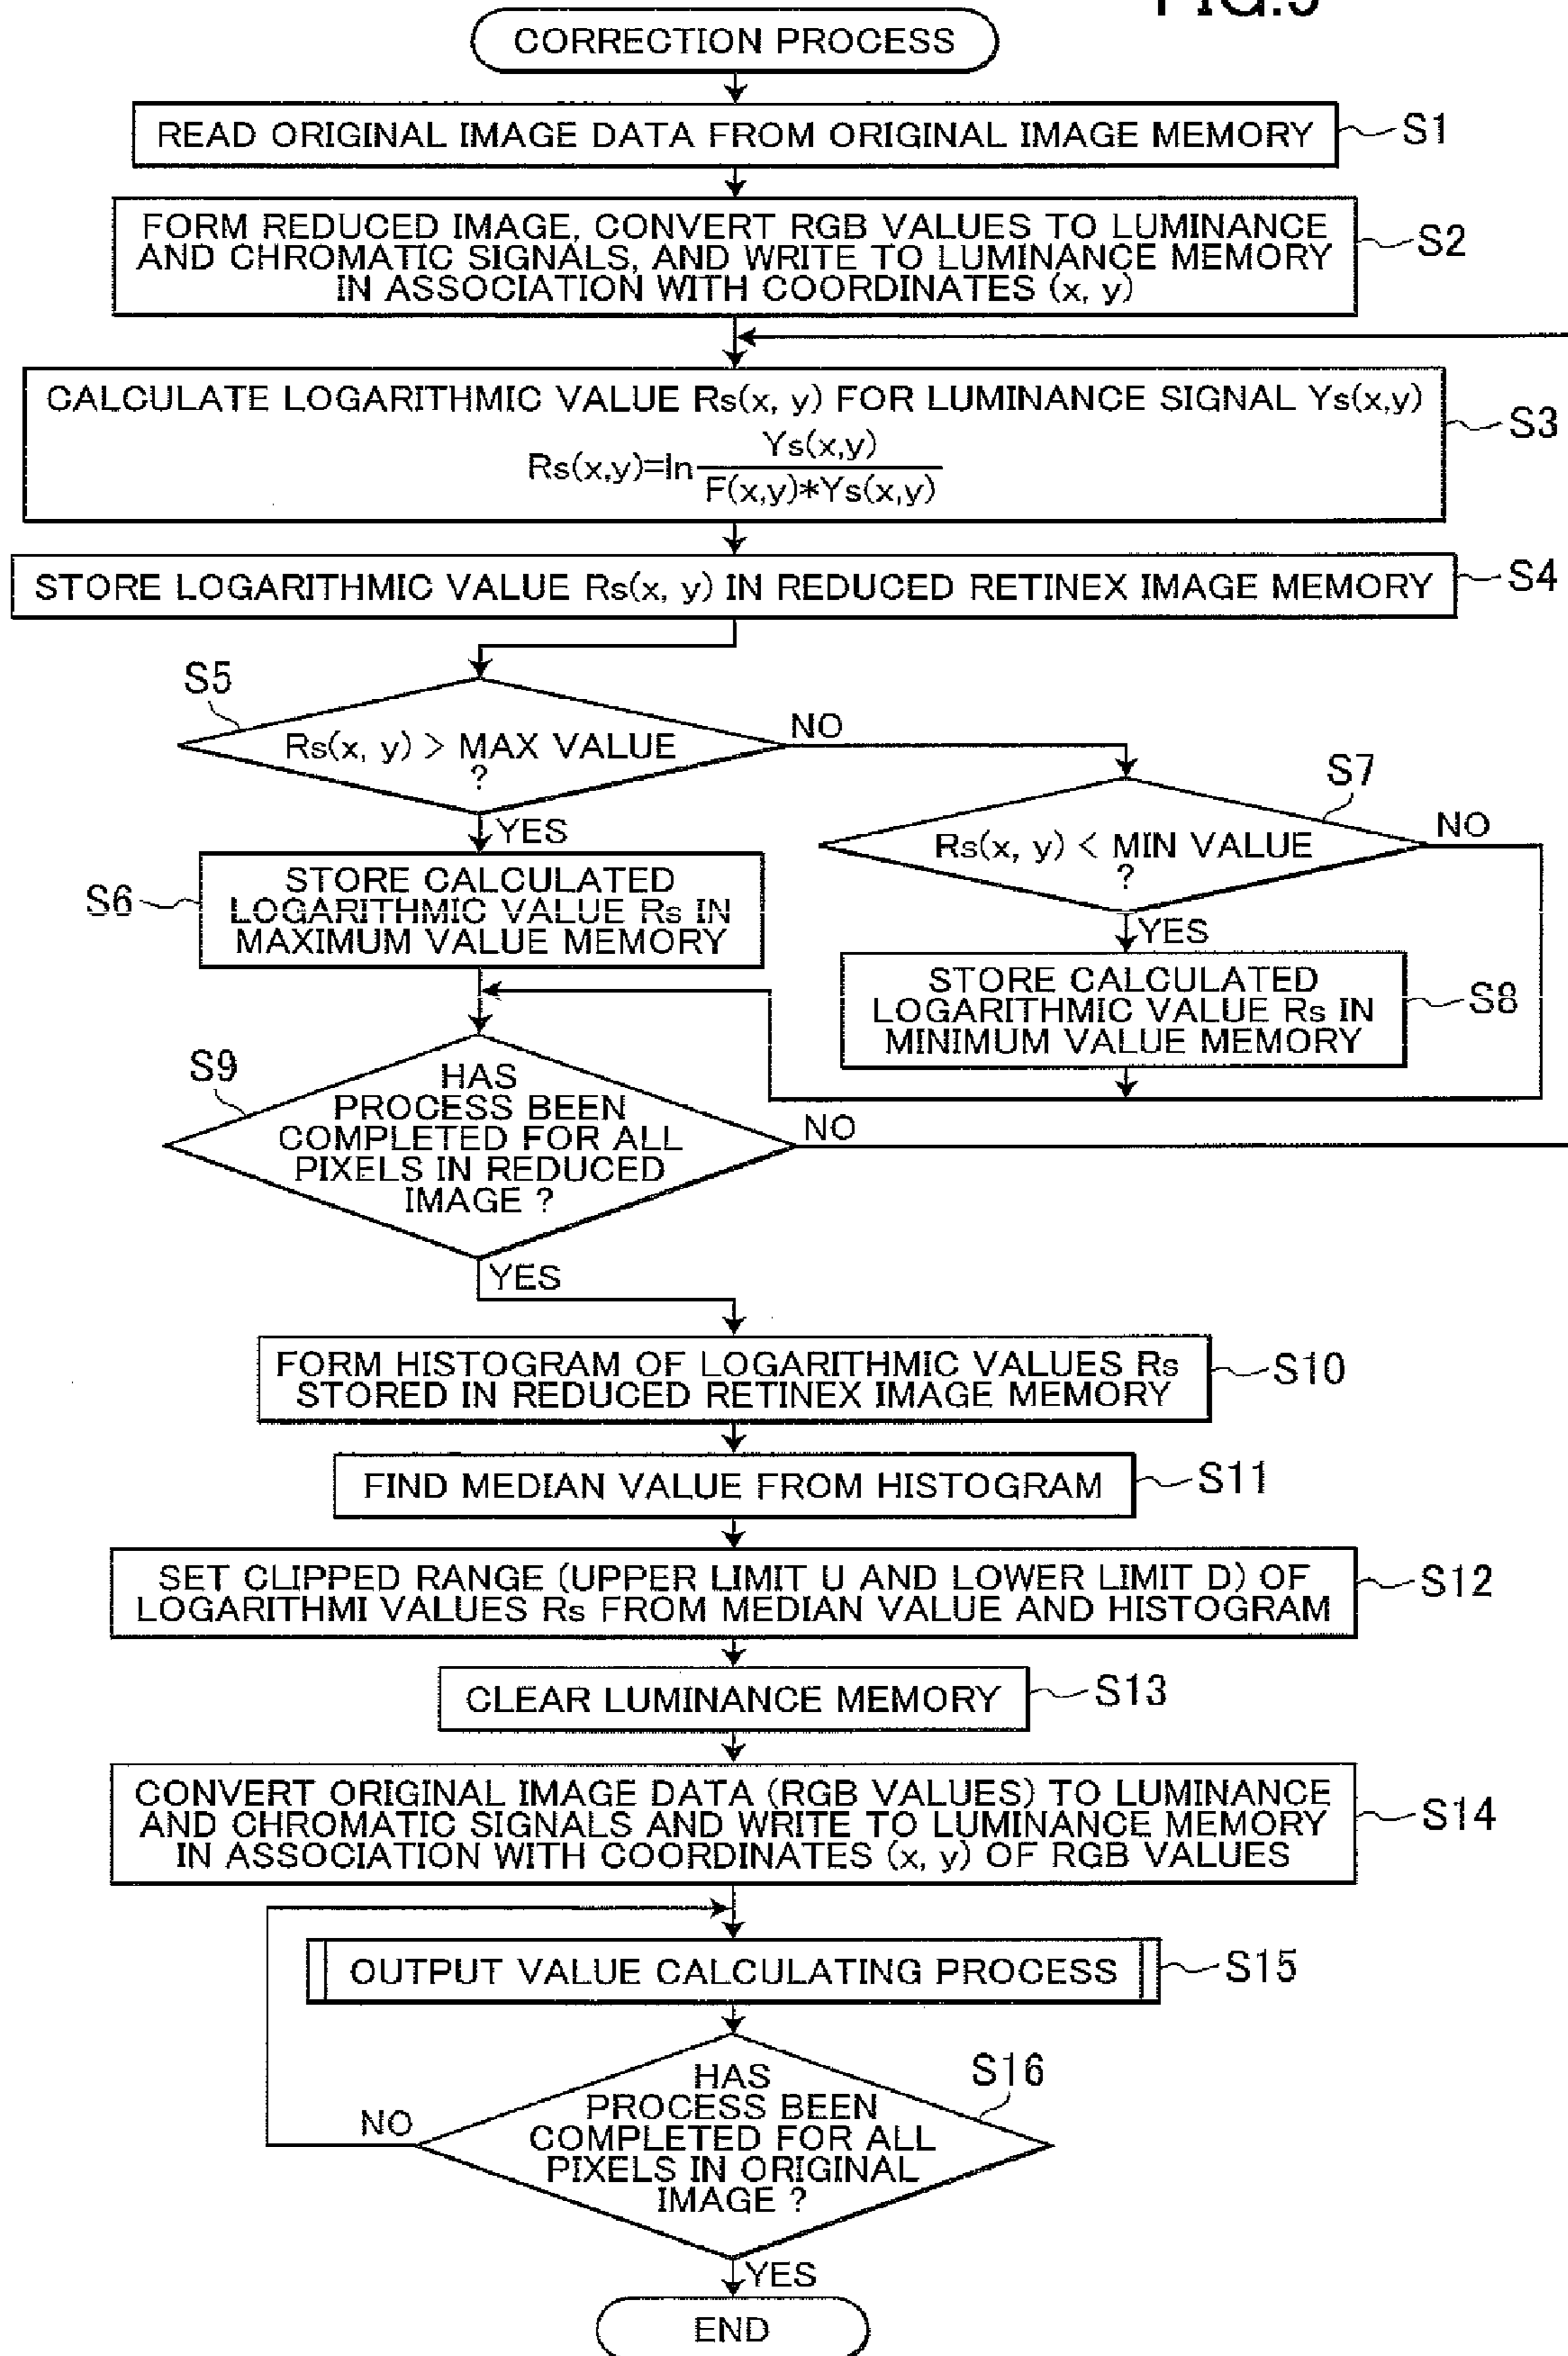 CORRECTION PROCESS
READ ORIGINAL IMAGE DATA FROM ORIGINAL IMAGE MEMORY
S1
FORM REDUCED IMAGE, CONVERT RGB VALUES TO LUMINANCE
AND CHROMATIC SIGNALS, AND WRITE TO LUMINANCE MEMORY
IN ASSOCIATION WITH COORDINATES (x, y)
S2
CALCULATE LOGARITHMIC VALUE Rs(x, y) FOR LUMINANCE SIGNAL Ys(x,y)
Rs(x,y)=ln Ys(x,y)
F(x,y)*Ys(x,y)
S3
STORE LOGARITHMIC VALUE Rs(x, y) IN REDUCED RETINEX IMAGE MEMORY
S4
S5
Rs(x, y) > MAX VALUE
?
NO
YES
S7
Rs(x, y) < MIN VALUE
?
NO
YES
S6
STORE CALCULATED
LOGARITHMIC VALUE Rs IN
MAXIMUM VALUE MEMORY
STORE CALCULATED
LOGARITHMIC VALUE Rs IN
MINIMUM VALUE MEMORY
S8
S9
HAS
PROCESS BEEN
COMPLETED FOR ALL
PIXELS IN REDUCED
IMAGE ?
NO
YES
FORM HISTOGRAM OF LOGARITHMIC VALUES Rs
STORED IN REDUCED RETINEX IMAGE MEMORY
S10
FIND MEDIAN VALUE FROM HISTOGRAM
S11
SET CLIPPED RANGE (UPPER LIMIT U AND LOWER LIMIT D) OF
LOGARITHMI VALUES Rs FROM MEDIAN VALUE AND HISTOGRAM
S12
CLEAR LUMINANCE MEMORY
S13
CONVERT ORIGINAL IMAGE DATA (RGB VALUES) TO LUMINANCE
AND CHROMATIC SIGNALS AND WRITE TO LUMINANCE MEMORY
IN ASSOCIATION WITH COORDINATES (x, y) OF RGB VALUES
S14
OUTPUT VALUE CALCULATING PROCESS
S15
HAS
PROCESS BEEN
COMPLETED FOR ALL
PIXELS IN ORIGINAL
IMAGE ?
S16
NO
YES
END